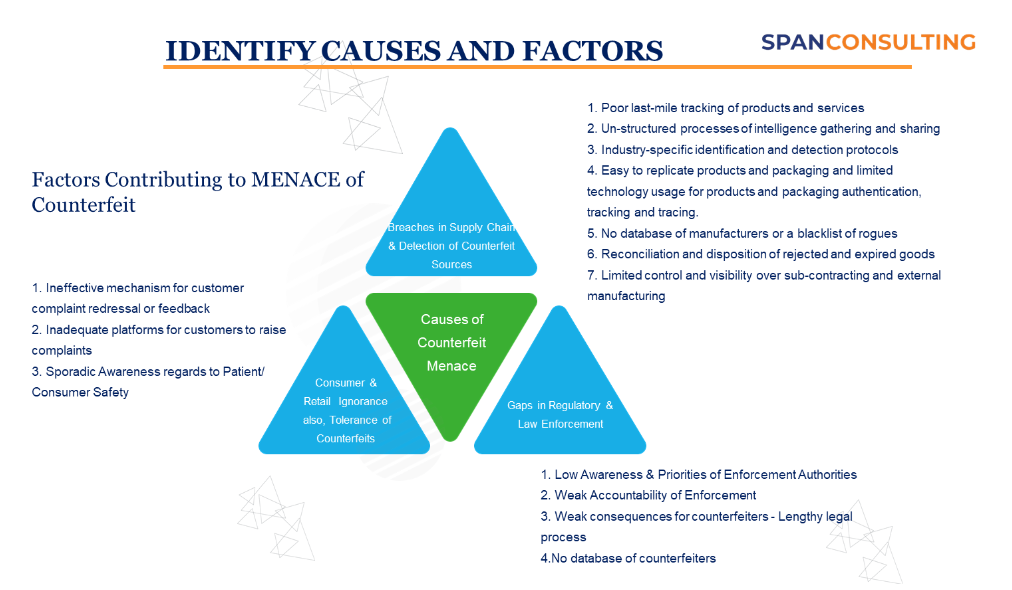 IDENTIFY CAUSES AND FACTORS
SPANCONSULTING
Factors Contributing to MENACE of
Counterfeit
1. Poor last-mile tracking of products and services
2. Un-structured processes of intelligence gathering and sharing
3. Industry-specific identification and detection protocols
4. Easy to replicate products and packaging and limited
technology usage for products and packaging authentication,
tracking and tracing.
5. No database of manufacturers or a blacklist of rogues
6. Reconciliation and disposition of rejected and expired goods
7. Limited control and visibility over sub-contracting and external
manufacturing
Breaches in Supply Chain
& Detection of Counterfeit
Sources
1. Ineffective mechanism for customer
complaint redressal or feedback
2. Inadequate platforms for customers to raise
complaints
3. Sporadic Awareness regards to Patient/
Consumer Safety
Causes of
Counterfeit
Menace
Consumer &
Retail Ignorance
also, Tolerance of
Counterfeits
Gaps in Regulatory &
Law Enforcement
1. Low Awareness & Priorities of Enforcement Authorities
2. Weak Accountability of Enforcement
3. Weak consequences for counterfeiters - Lengthy legal
process
4.No database of counterfeiters